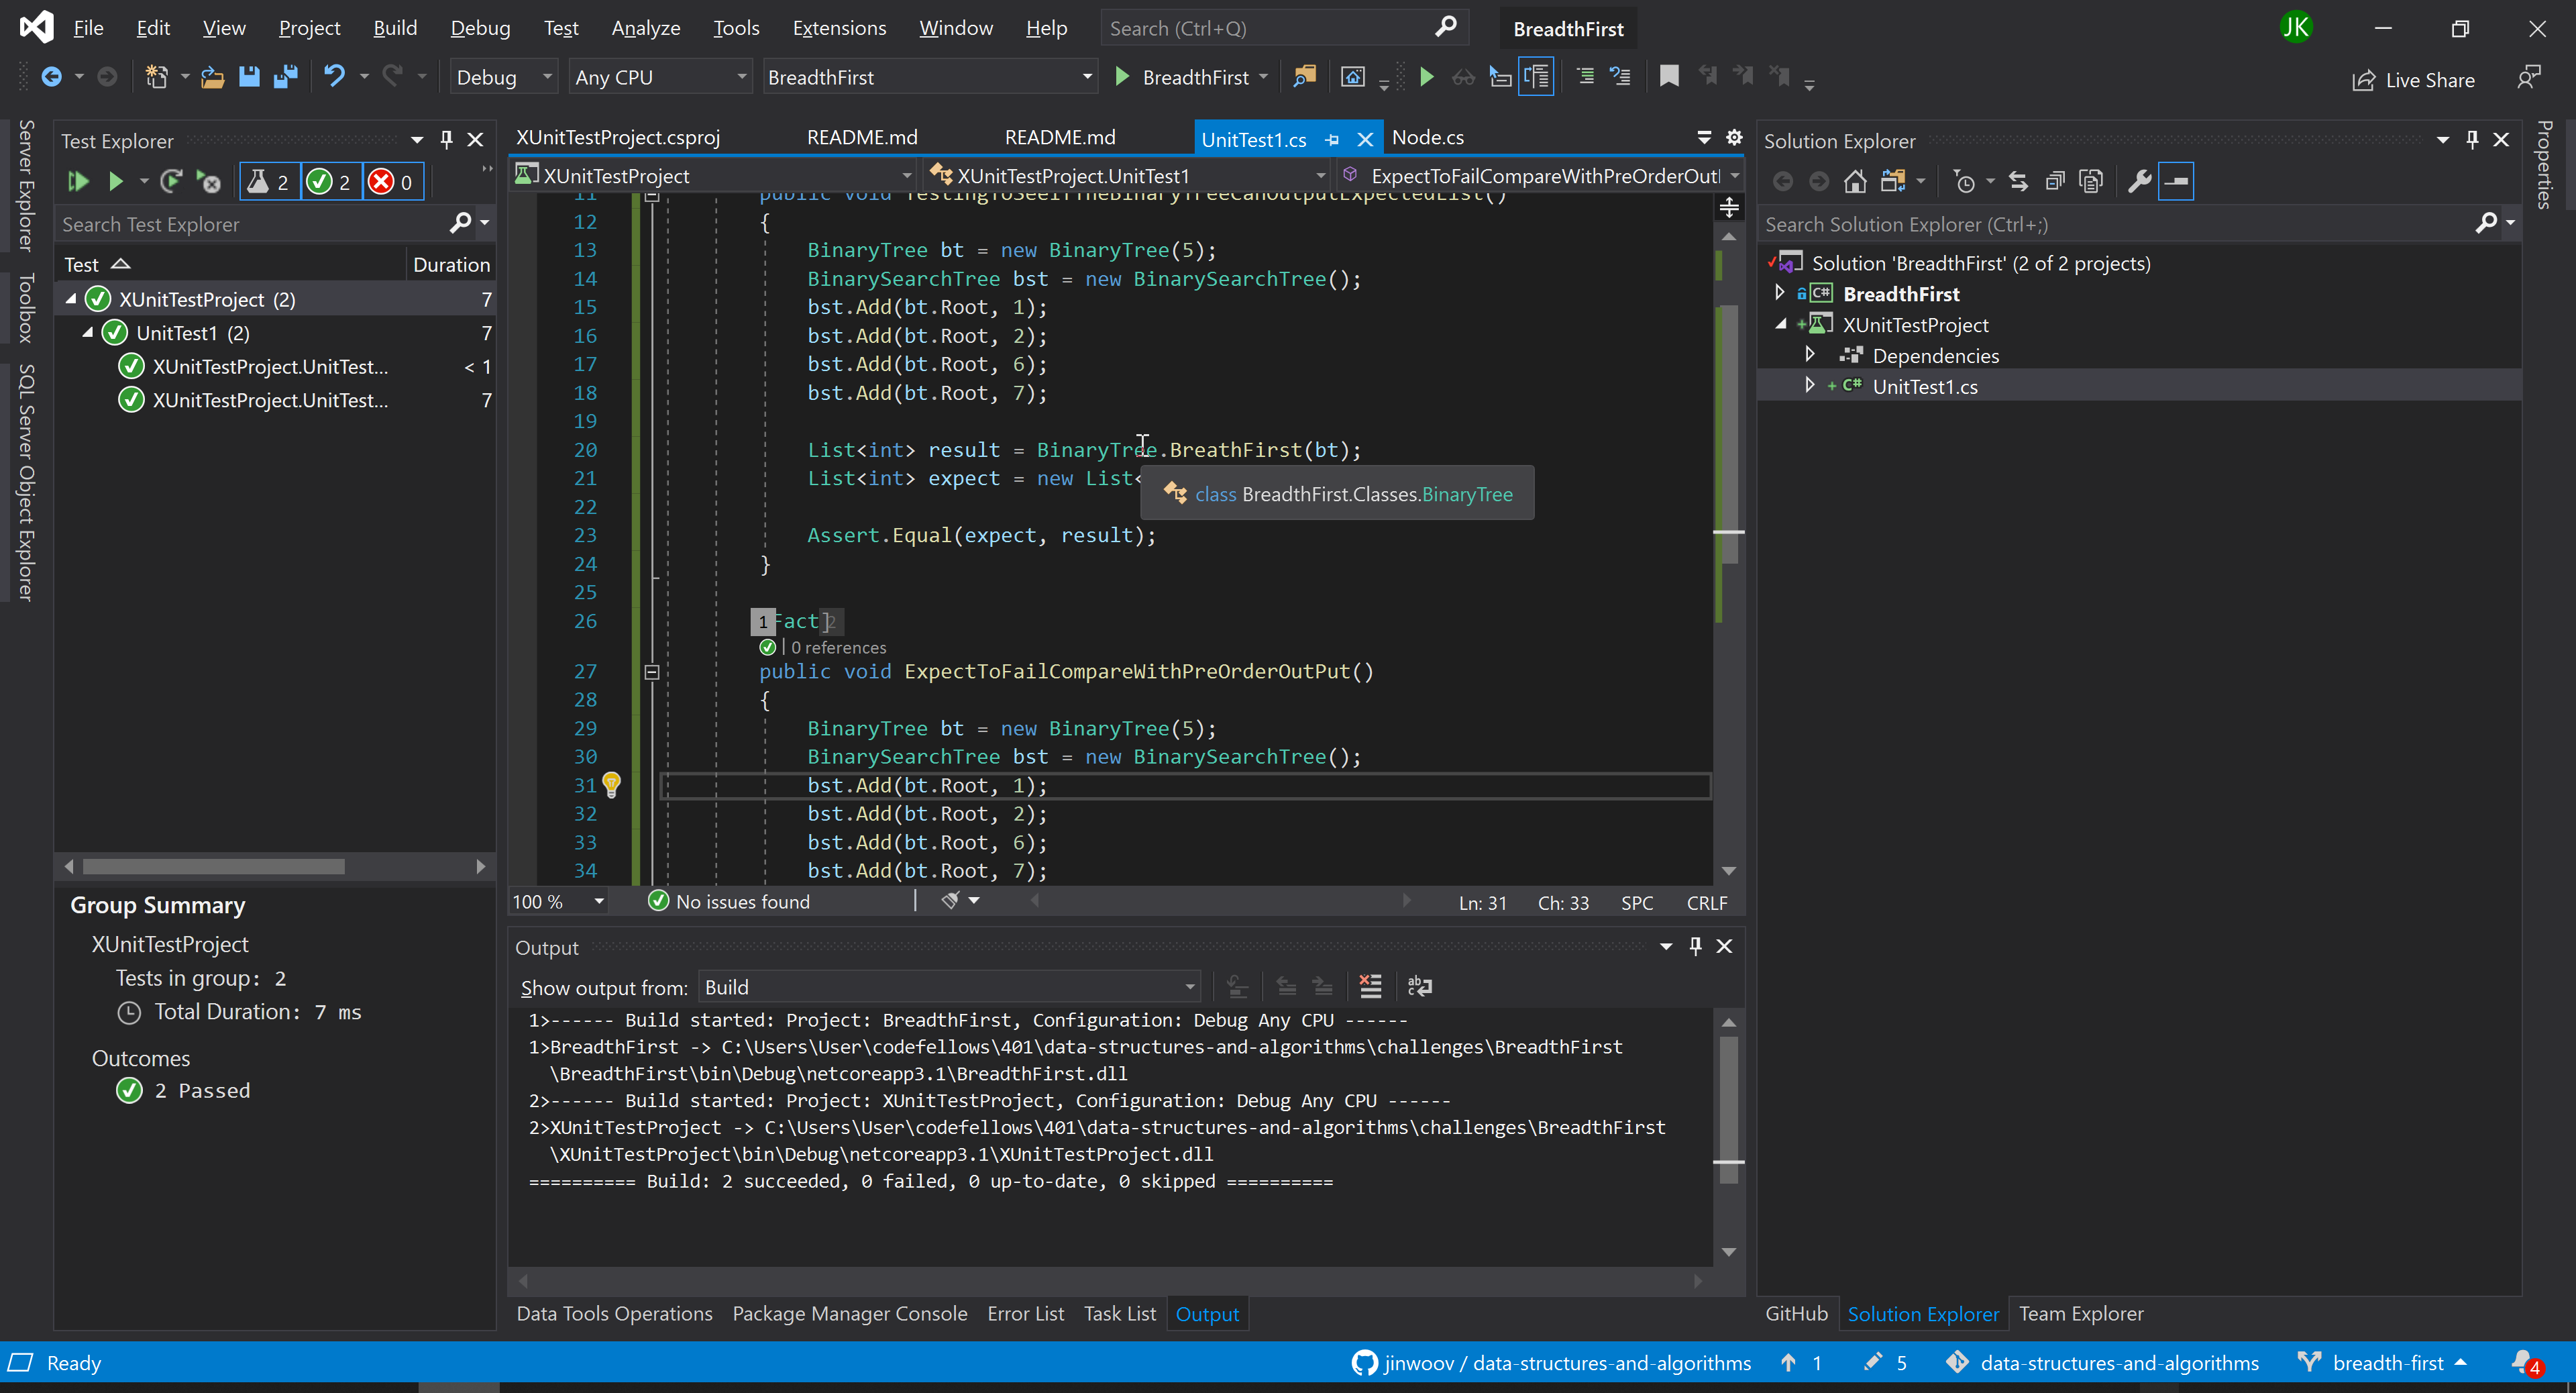 File Edit View Project Build Debug Test Analyze Tools Extensions Window Help Search (Ctrl+Q) BreadthFirst JK
Debug Any CPU BreadthFirst BreadthFirst Live Share
Server Explorer
Toolbox
SQL Server Object Explorer
Test Explorer
2 2 0
Search Test Explorer
Test Duration
XUnitTestProject (2) 7
UnitTest1 (2) 7
XUnitTestProject.UnitTest... < 1
XUnitTestProject.UnitTest... 7
Group Summary
XUnitTestProject
Tests in group: 2
Total Duration: 7 ms
Outcomes
2 Passed
XUnitTestProject.csproj README.md README.md UnitTest1.cs Node.cs
XUnitTestProject XUnitTestProject.UnitTest1 ExpectToFailCompareWithPreOrderOut
11 public void TestingToSeeIfTheBinaryTreeCanOutputExpectedList()
12 {
13 BinaryTree bt = new BinaryTree(5);
14 BinarySearchTree bst = new BinarySearchTree();
15 bst.Add(bt.Root, 1);
16 bst.Add(bt.Root, 2);
17 bst.Add(bt.Root, 6);
18 bst.Add(bt.Root, 7);
19
20 List<int> result = BinaryTree.BreathFirst(bt);
21 List<int> expect = new List<
class BreadthFirst.Classes.BinaryTree
22
23 Assert.Equal(expect, result);
24 }
25
26 1Fact]2
0 references
27 public void ExpectToFailCompareWithPreOrderOutPut()
28 {
29 BinaryTree bt = new BinaryTree(5);
30 BinarySearchTree bst = new BinarySearchTree();
31 bst.Add(bt.Root, 1);
32 bst.Add(bt.Root, 2);
33 bst.Add(bt.Root, 6);
34 bst.Add(bt.Root, 7);
100 % No issues found Ln: 31 Ch: 33 SPC CRLF
Output
Show output from: Build
1>------ Build started: Project: BreadthFirst, Configuration: Debug Any CPU ------
1>BreadthFirst -> C:\Users\User\codefellows\401\data-structures-and-algorithms\challenges\BreadthFirst
\BreadthFirst\bin\Debug\netcoreapp3.1\BreadthFirst.dll
2>------ Build started: Project: XUnitTestProject, Configuration: Debug Any CPU ------
2>XUnitTestProject -> C:\Users\User\codefellows\401\data-structures-and-algorithms\challenges\BreadthFirst
\XUnitTestProject\bin\Debug\netcoreapp3.1\XUnitTestProject.dll
========== Build: 2 succeeded, 0 failed, 0 up-to-date, 0 skipped ==========
Data Tools Operations Package Manager Console Error List Task List Output
Solution Explorer
Search Solution Explorer (Ctrl+;)
Solution 'BreadthFirst' (2 of 2 projects)
C# BreadthFirst
XUnitTestProject
Dependencies
C# UnitTest1.cs
GitHub Solution Explorer Team Explorer
Properties
Ready jinwoov / data-structures-and-algorithms 1 5 data-structures-and-algorithms breadth-first 4